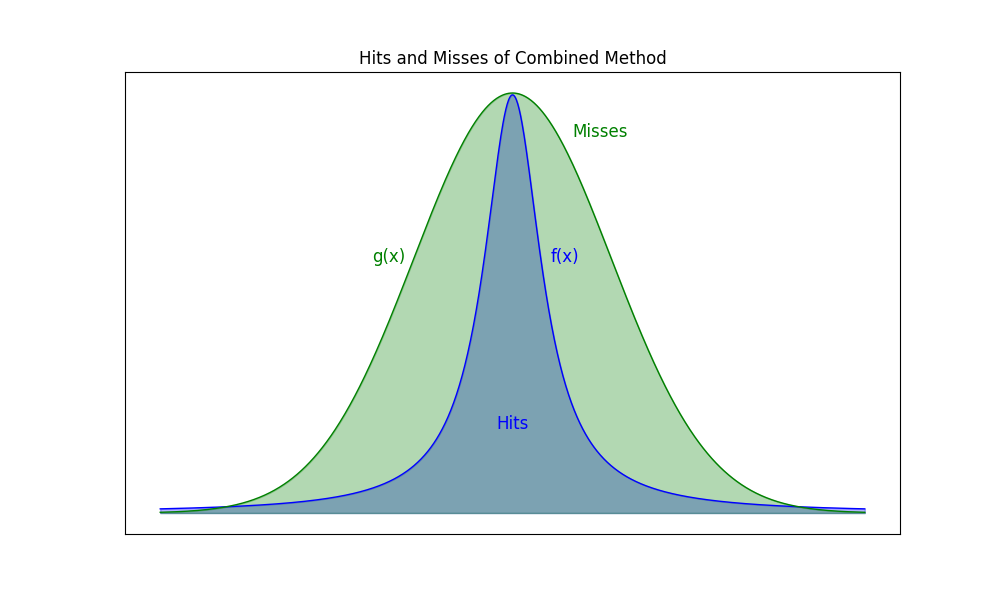 Hits and Misses of Combined Method
Misses
g(x)
f(x)
Hits